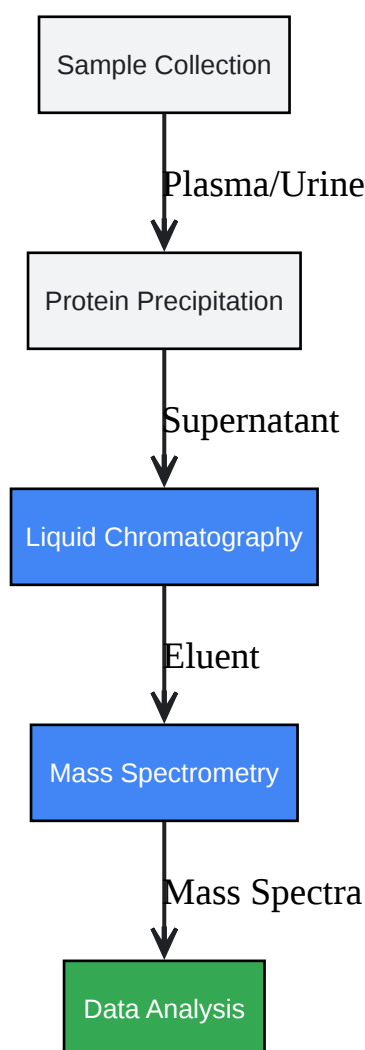 Sample Collection
Plasma/Urine
Protein Precipitation
Supernatant
Liquid Chromatography
Eluent
Mass Spectrometry
Mass Spectra
Data Analysis